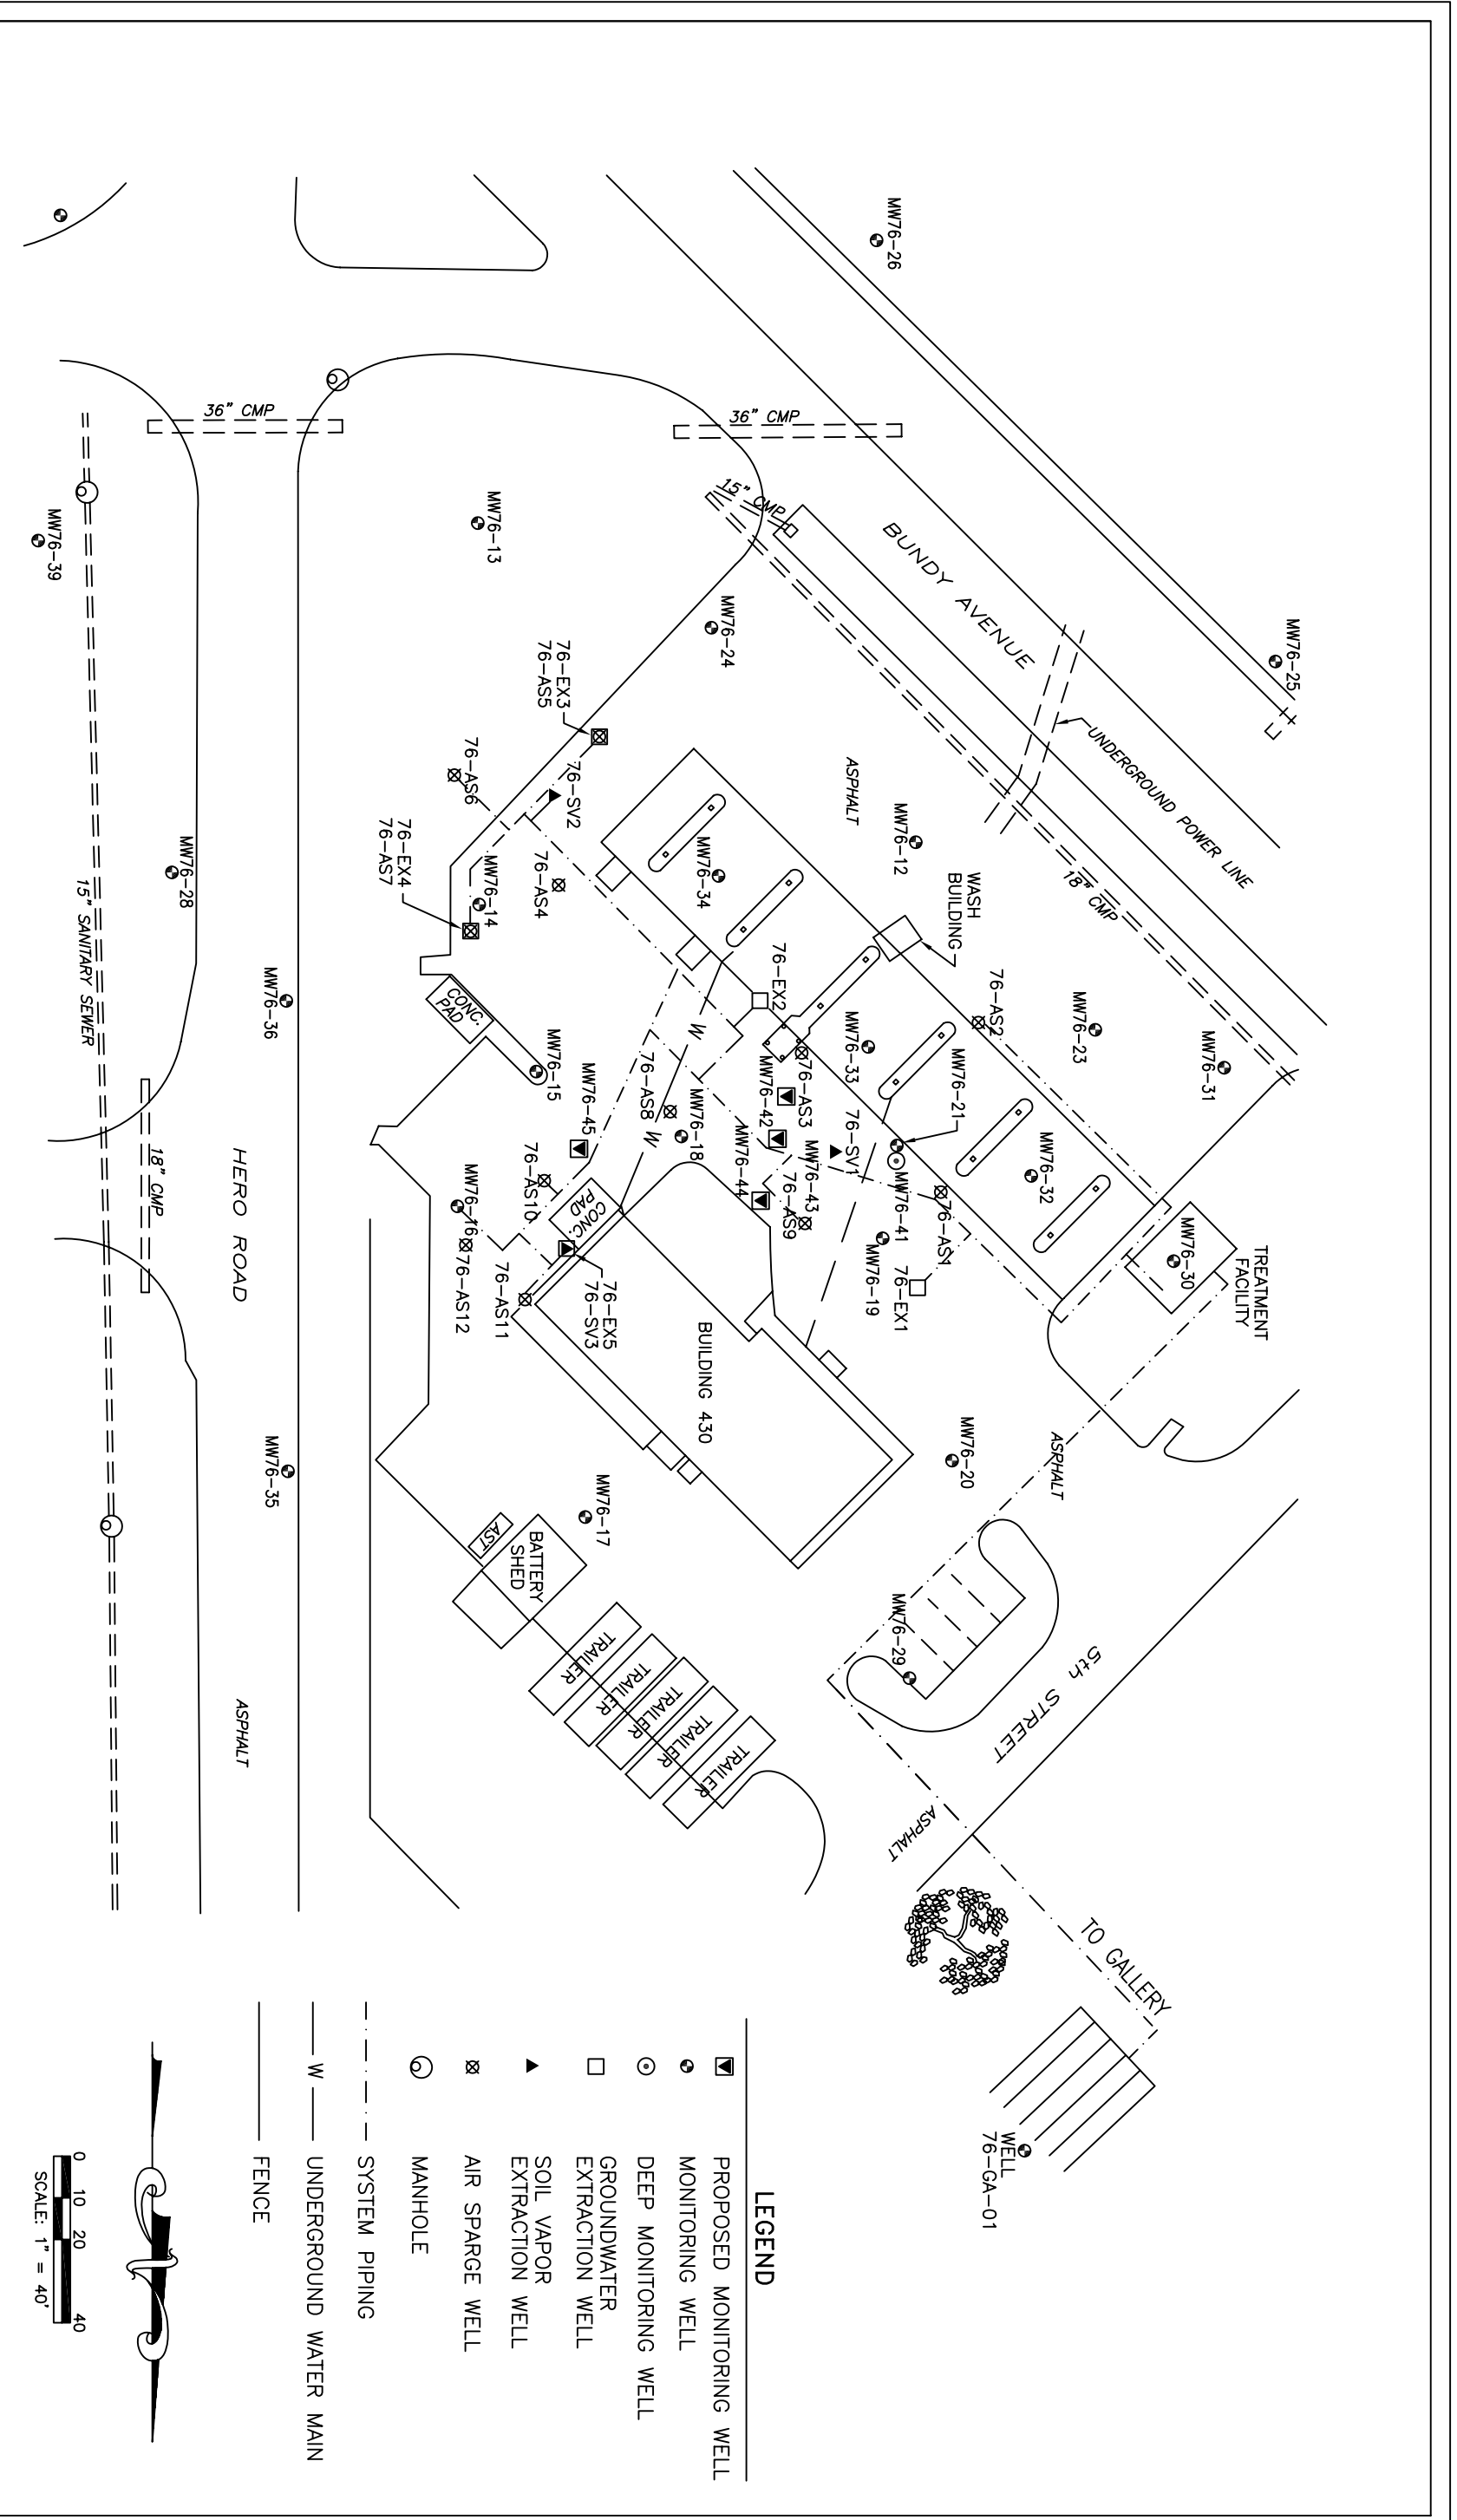 MW76-26
MW76-25
BUNDY AVENUE
UNDERGROUND POWER LINE
36" CMP
36" CMP
15" CMP
18" CMP
MW76-13
MW76-24
MW76-39
ASPHALT
MW76-12
WASH
BUILDING
76-EX3
76-AS5
76-AS6
76-SV2
76-AS4
MW76-34
76-EX4
76-AS7
MW76-14
MW76-28
15" SANITARY SEWER
MW76-36
CONC.
PAD
76-EX2
76-AS2
MW76-23
MW76-31
MW76-33
MW76-21
MW76-32
MW76-15
MW76-45
76-AS8
W
W
MW76-18
MW76-42
76-AS3
MW76-44
MW76-43
76-AS9
76-SV1
MW76-41
76-AS1
MW76-19
76-EX1
MW76-30
TREATMENT
FACILITY
18" CMP
HERO ROAD
76-AS10
MW76-16
76-AS12
76-AS11
CONC.
PAD
76-EX5
76-SV3
BUILDING 430
MW76-35
MW76-20
ASPHALT
MW76-17
AST
BATTERY
SHED
TRAILER
TRAILER
TRAILER
TRAILER
TRAILER
MW76-29
5th STREET
ASPHALT
ASPHALT
TO GALLERY
WELL
76-GA-01
LEGEND
PROPOSED MONITORING WELL
MONITORING WELL
DEEP MONITORING WELL
GROUNDWATER
EXTRACTION WELL
SOIL VAPOR
EXTRACTION WELL
AIR SPARGE WELL
MANHOLE
SYSTEM PIPING
W
UNDERGROUND WATER MAIN
FENCE
0 10 20 40
SCALE: 1" = 40'